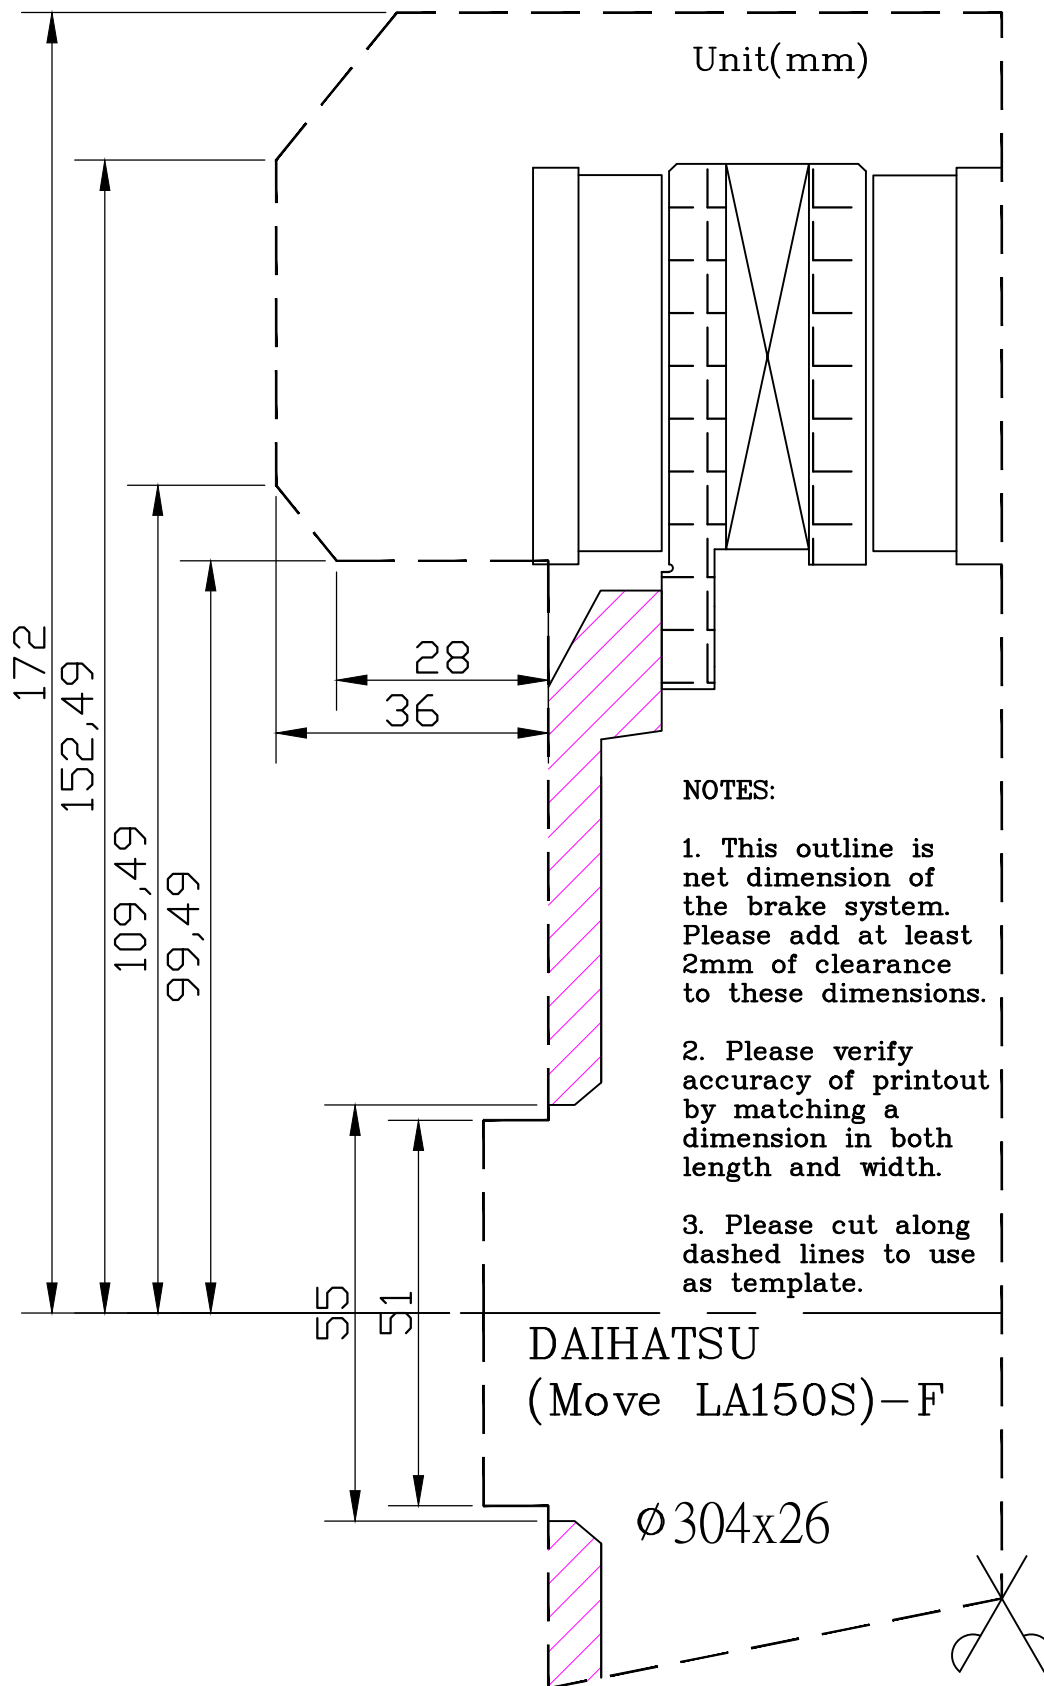 Unit(mm)
172
152,49
109,49
99,49
28
36
NOTES:
1. This outline is
net dimension of
the brake system.
Please add at least
2mm of clearance
to these dimensions.
2. Please verify
accuracy of printout
by matching a
dimension in both
length and width.
3. Please cut along
dashed lines to use
as template.
55
51
DAIHATSU
(Move LA150S)-F
Ø304x26